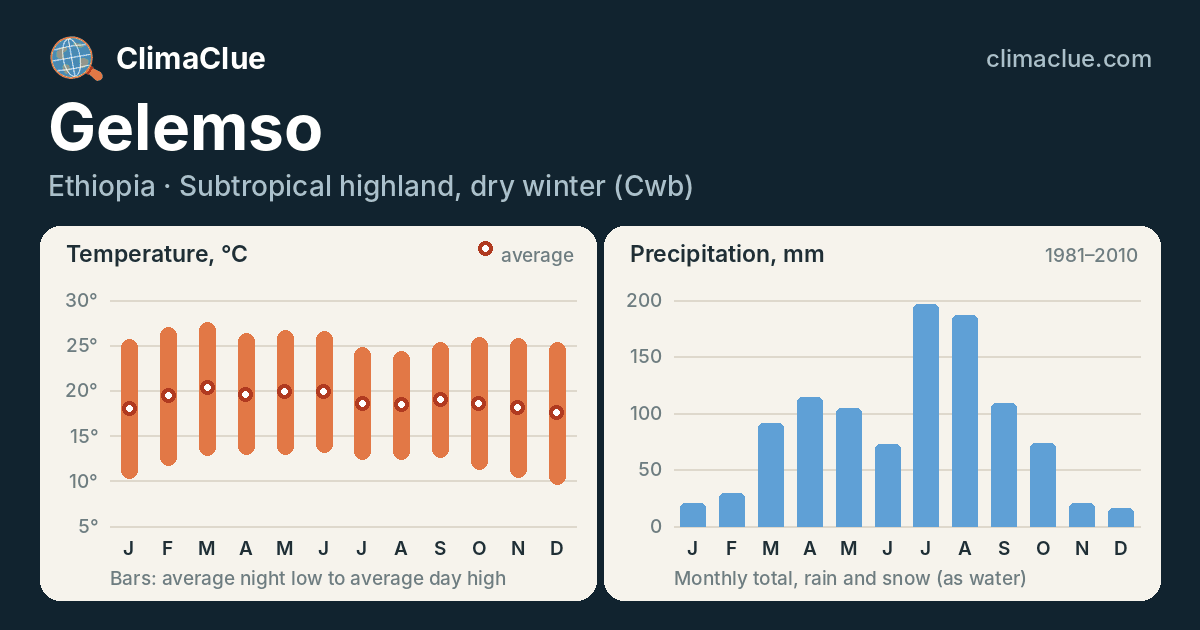 ClimaClue
climaclue.com
Gelemso
Ethiopia · Subtropical highland, dry winter (Cwb)
Temperature, °C
average
30°
25°
20°
15°
10°
5°
J F M A M J J A S O N D
Bars: average night low to average day high
Precipitation, mm
1981–2010
200
150
100
50
0
J F M A M J J A S O N D
Monthly total, rain and snow (as water)